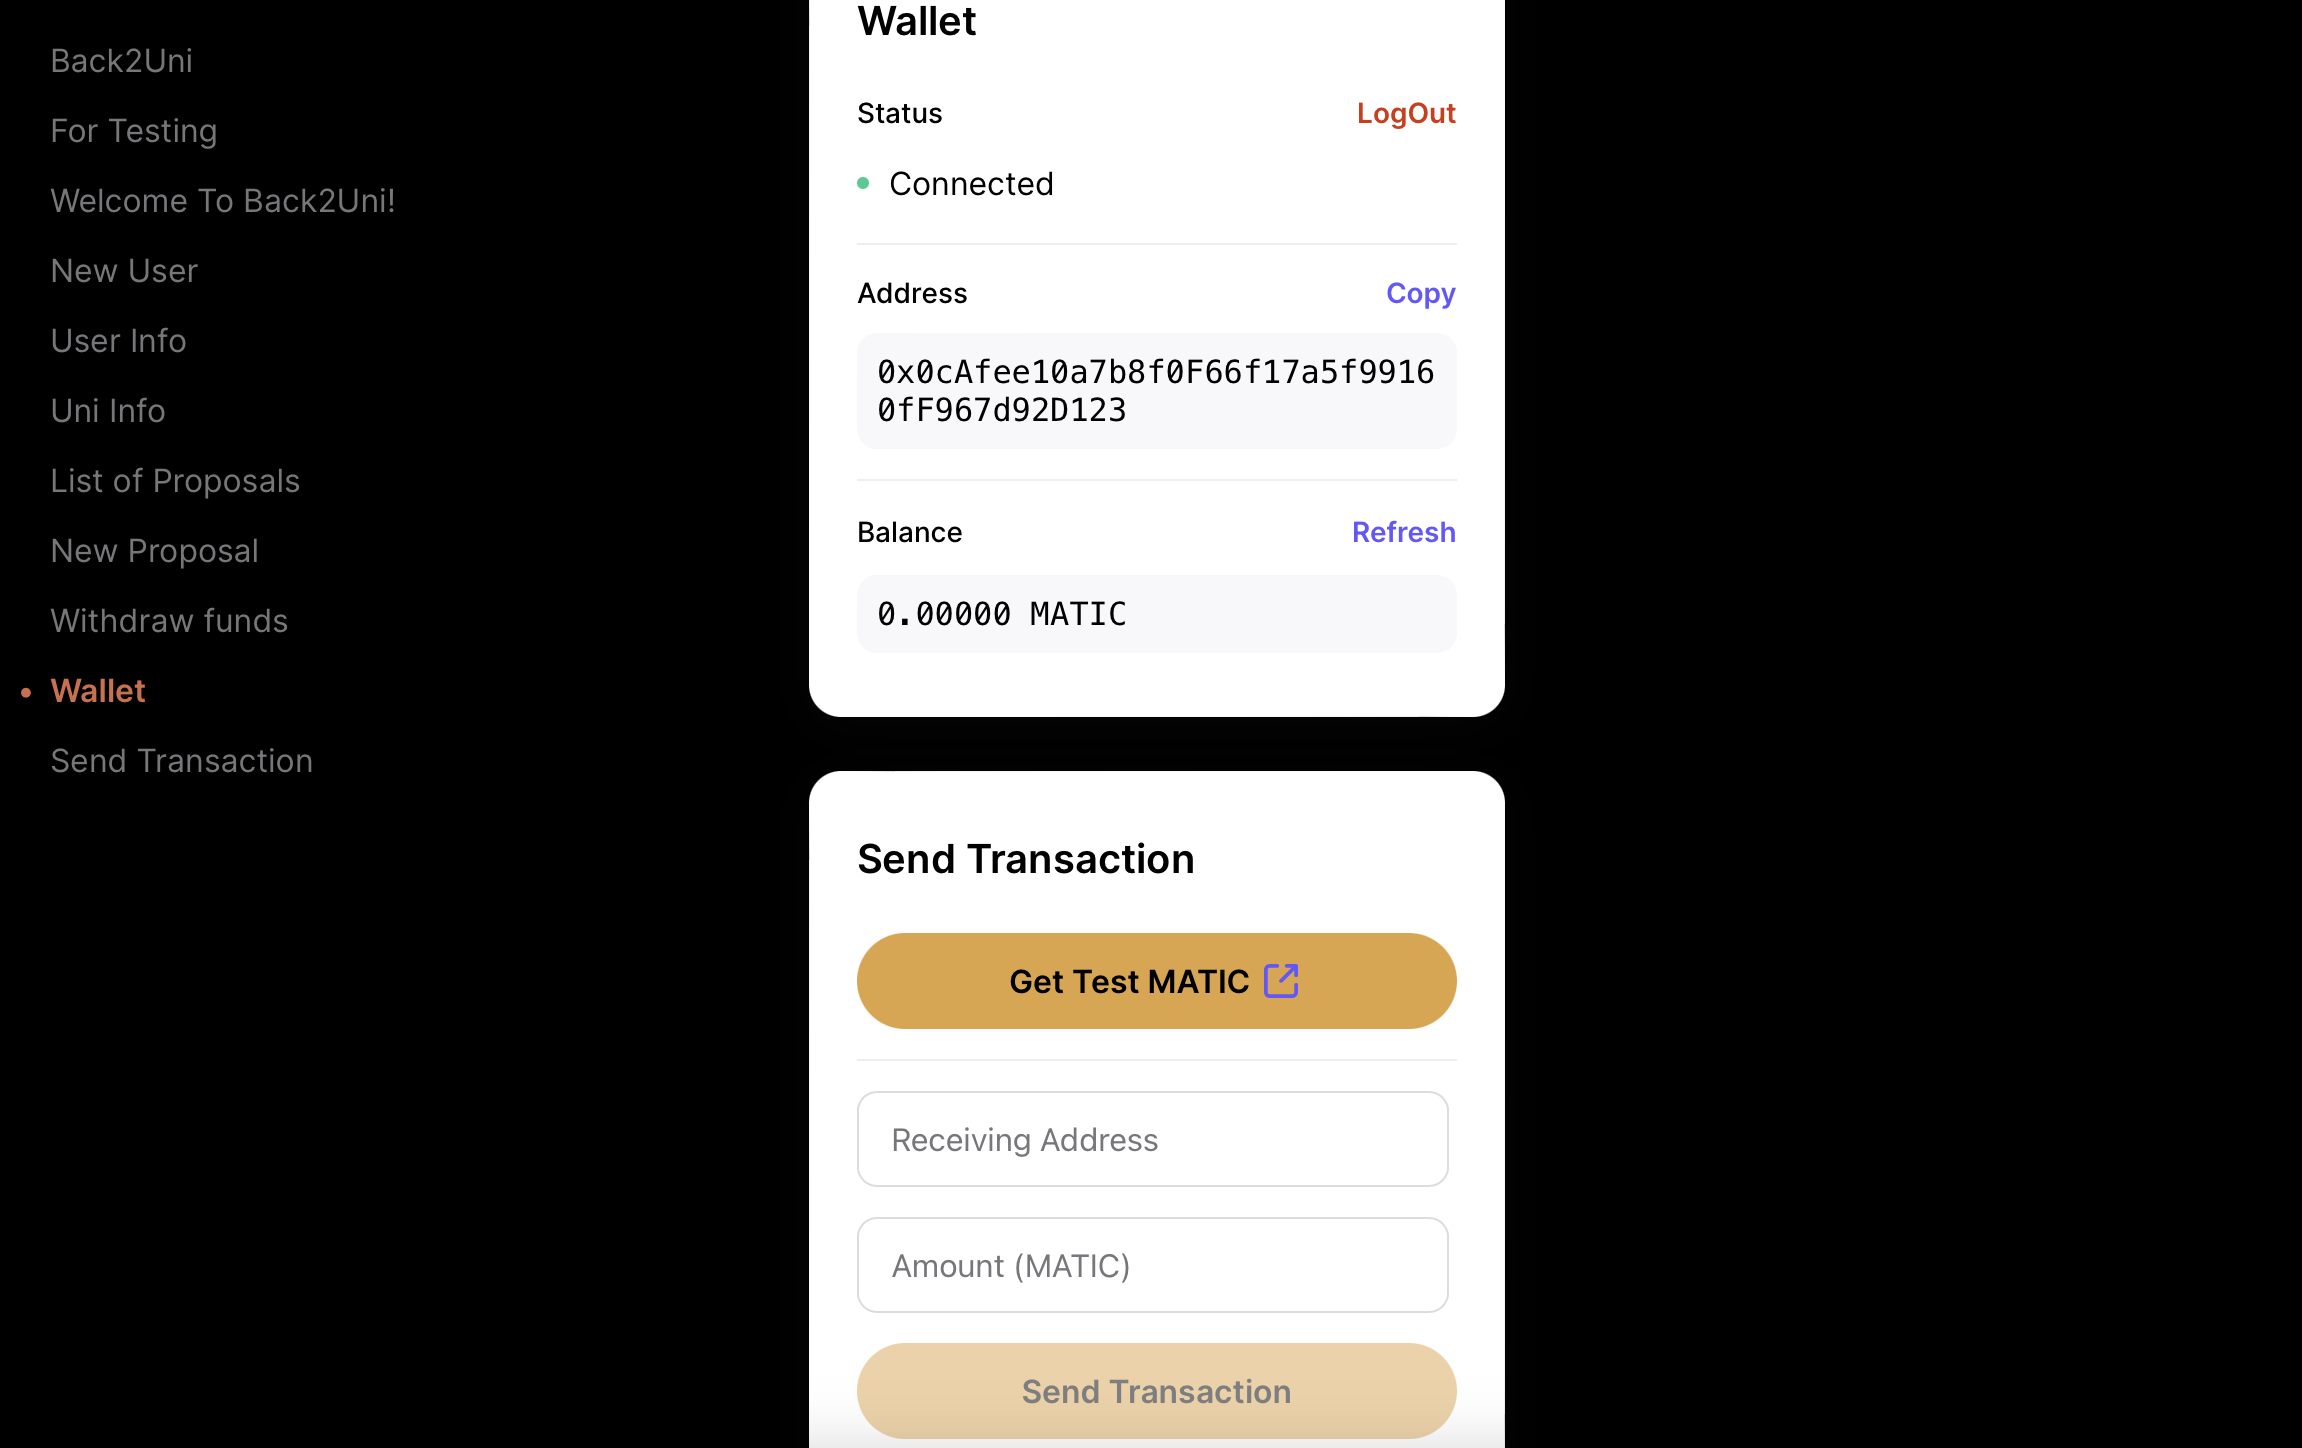 Back2Uni
For Testing
Welcome To Back2Uni!
New User
User Info
Uni Info
List of Proposals
New Proposal
Withdraw funds
Wallet
Send Transaction
Wallet
Status
LogOut
Connected
Address
Copy
0x0cAfee10a7b8f0F66f17a5f9916
0fF967d92D123
Balance
Refresh
0.00000 MATIC
Send Transaction
Get Test MATIC
Receiving Address
Amount (MATIC)
Send Transaction